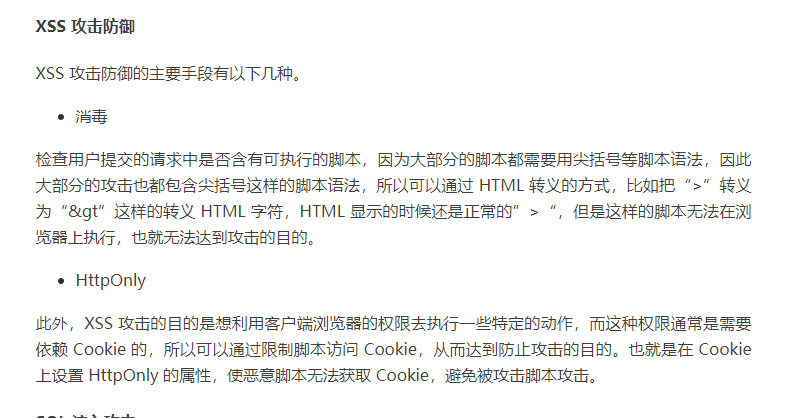 XSS 攻击防御
XSS 攻击防御的主要手段有以下几种。
• 消毒
检查用户提交的请求中是否含有可执行的脚本，因为大部分的脚本都需要用尖括号等脚本语法，因此
大部分的攻击也都包含尖括号这样的脚本语法，所以可以通过 HTML 转义的方式，比如把“>”转义
为“&gt”这样的转义 HTML 字符，HTML 显示的时候还是正常的” > “，但是这样的脚本无法在浏
览器上执行，也就无法达到攻击的目的。
• HttpOnly
此外，XSS 攻击的目的是想利用客户端浏览器的权限去执行一些特定的动作，而这种权限通常是需要
依赖 Cookie 的，所以可以通过限制脚本访问 Cookie，从而达到防止攻击的目的。也就是在 Cookie
上设置 HttpOnly 的属性，使恶意脚本无法获取 Cookie，避免被攻击脚本攻击。